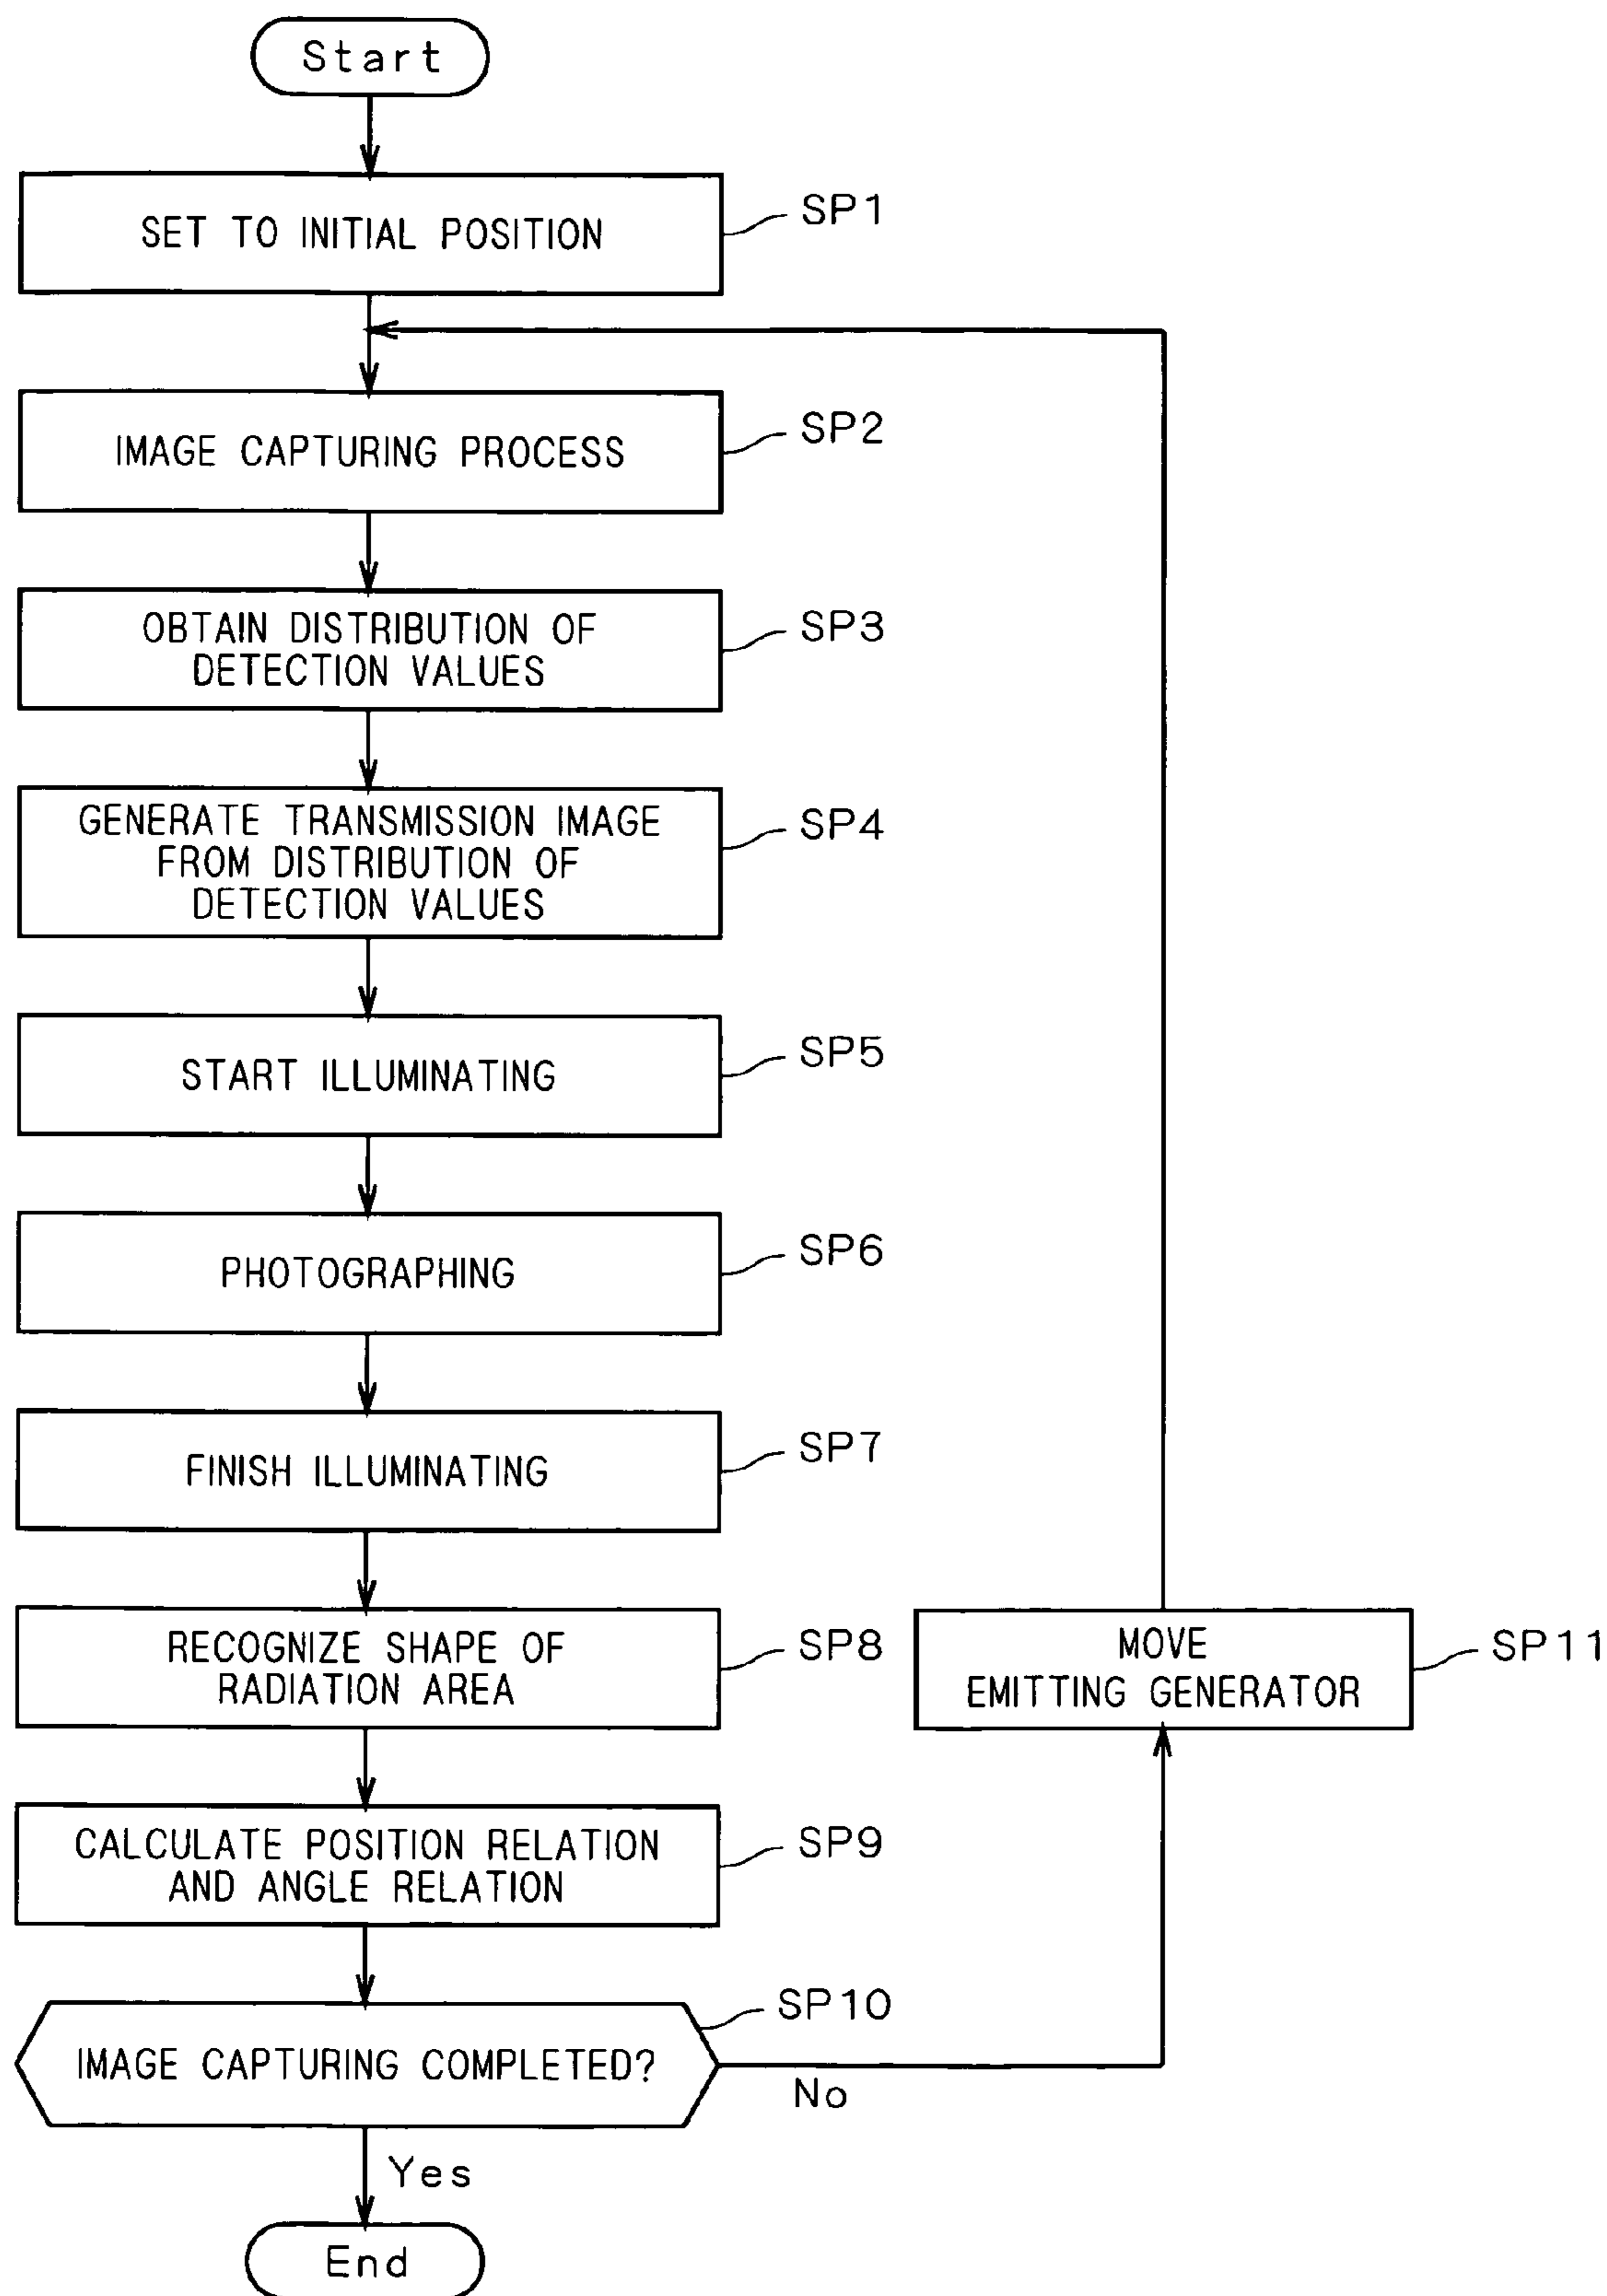 Start
SET TO INITIAL POSITION
SP1
IMAGE CAPTURING PROCESS
SP2
OBTAIN DISTRIBUTION OF
DETECTION VALUES
SP3
GENERATE TRANSMISSION IMAGE
FROM DISTRIBUTION OF
DETECTION VALUES
SP4
START ILLUMINATING
SP5
PHOTOGRAPHING
SP6
FINISH ILLUMINATING
SP7
RECOGNIZE SHAPE OF
RADIATION AREA
SP8
MOVE
EMITTING GENERATOR
SP11
CALCULATE POSITION RELATION
AND ANGLE RELATION
SP9
IMAGE CAPTURING COMPLETED?
SP10
No
Yes
End